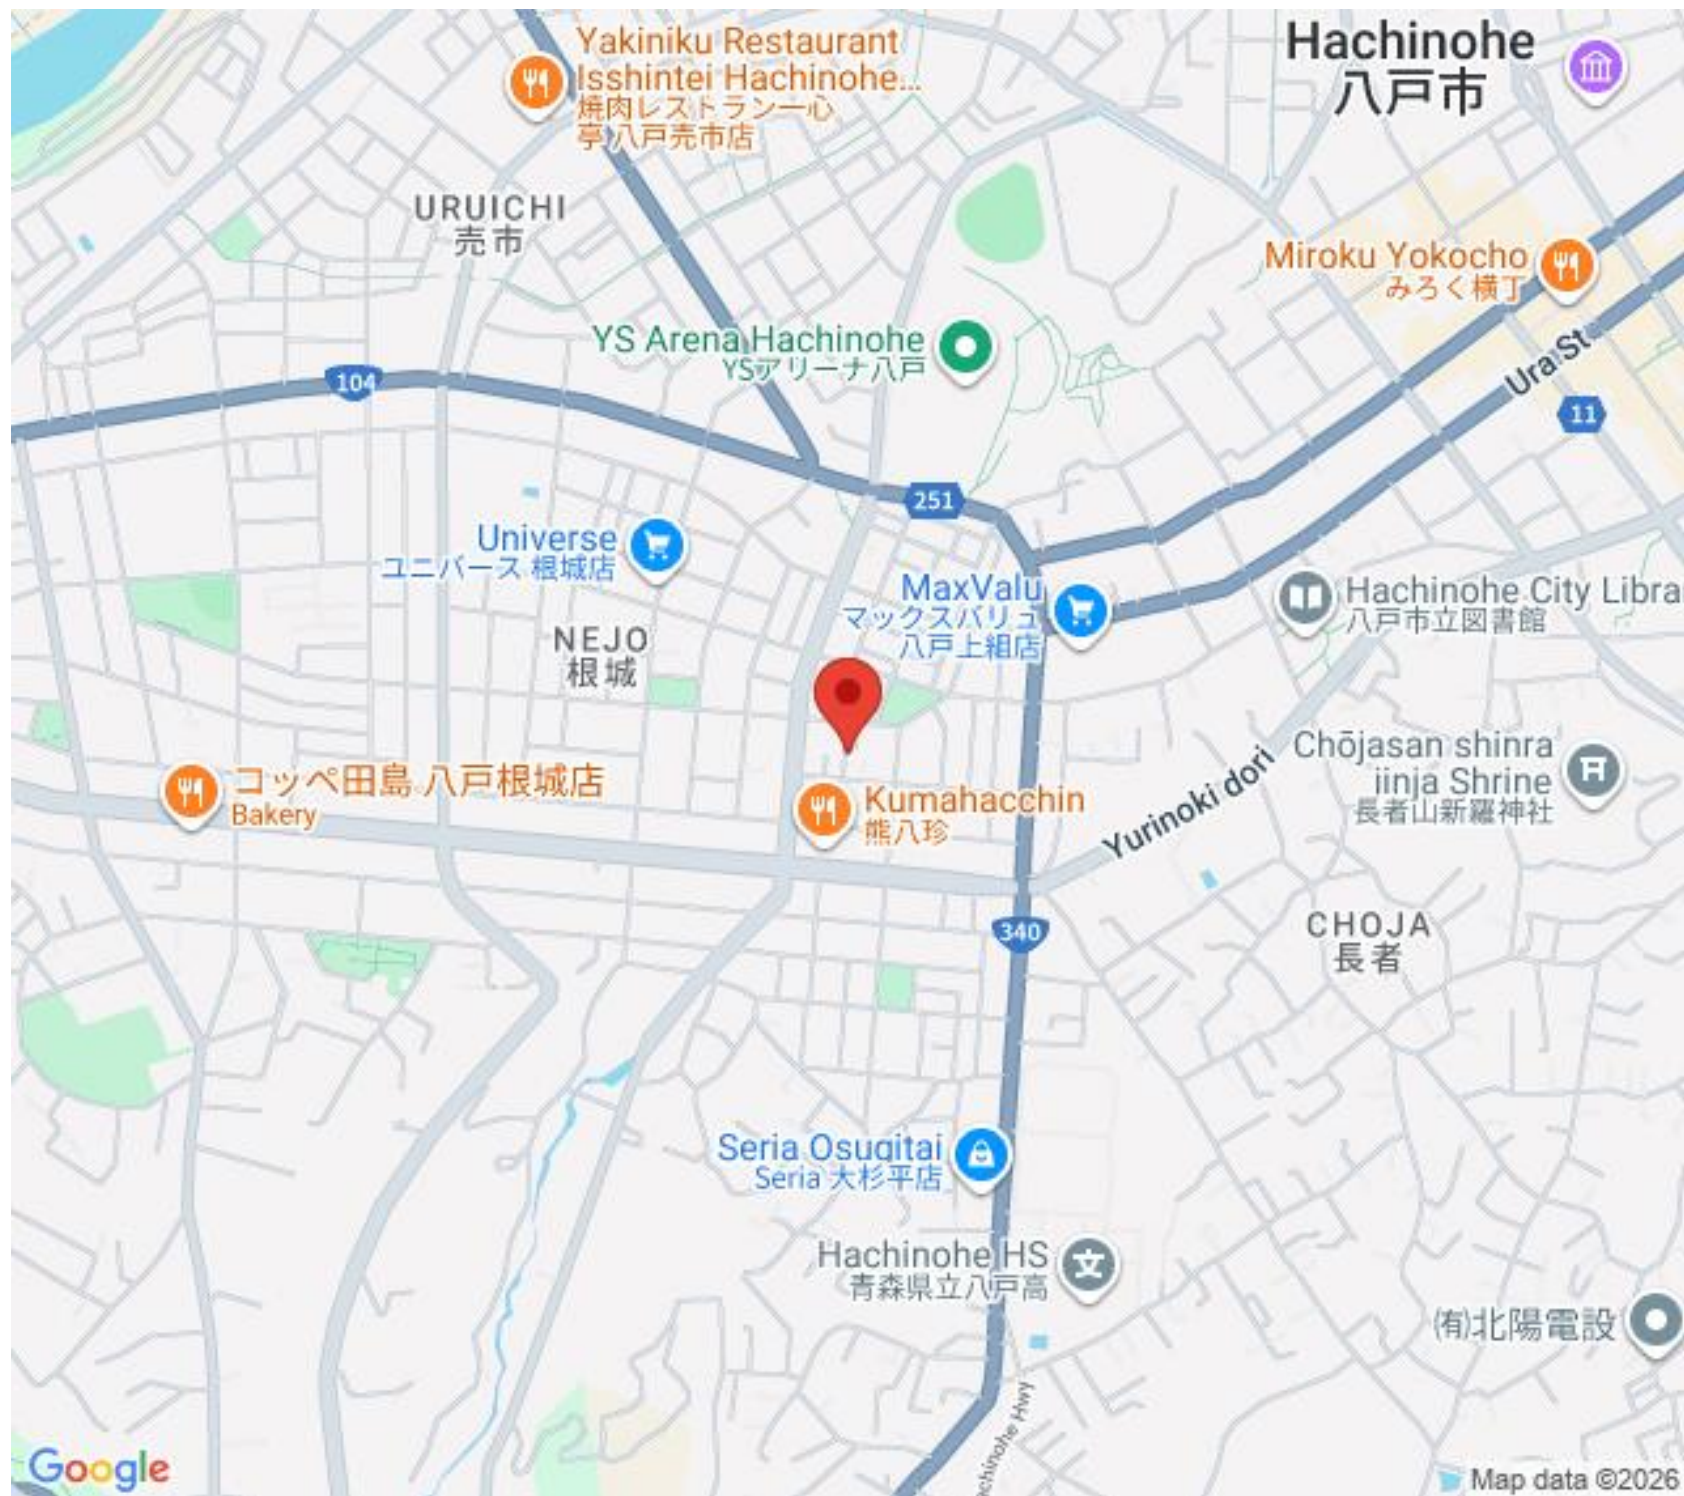 Yakiniku Restaurant
Isshintei Hachinohe...
焼肉レストラン一心
亭 八戸売市店
Hachinohe
八戸市
URUICHI
売市
Miroku Yokocho
みろく横丁
YS Arena Hachinohe
YSアリーナ八戸
Ura St
104
11
251
Universe
ユニバース 根城店
MaxValu
マックスバリュ
八戸上組店
Hachinohe City Libra
八戸市立図書館
NEJO
根城
Chōjasan shinra
jinja Shrine
長者山新羅神社
コッペ田島 八戸根城店
Bakery
Kumahacchin
熊八珍
Yurinoki dori
340
CHOJA
長者
Seria Osugitai
Seria 大杉平店
Hachinohe HS
青森県立八戸高
文
㈲北陽電設
achinohe Hwy
Google
Map data ©2026